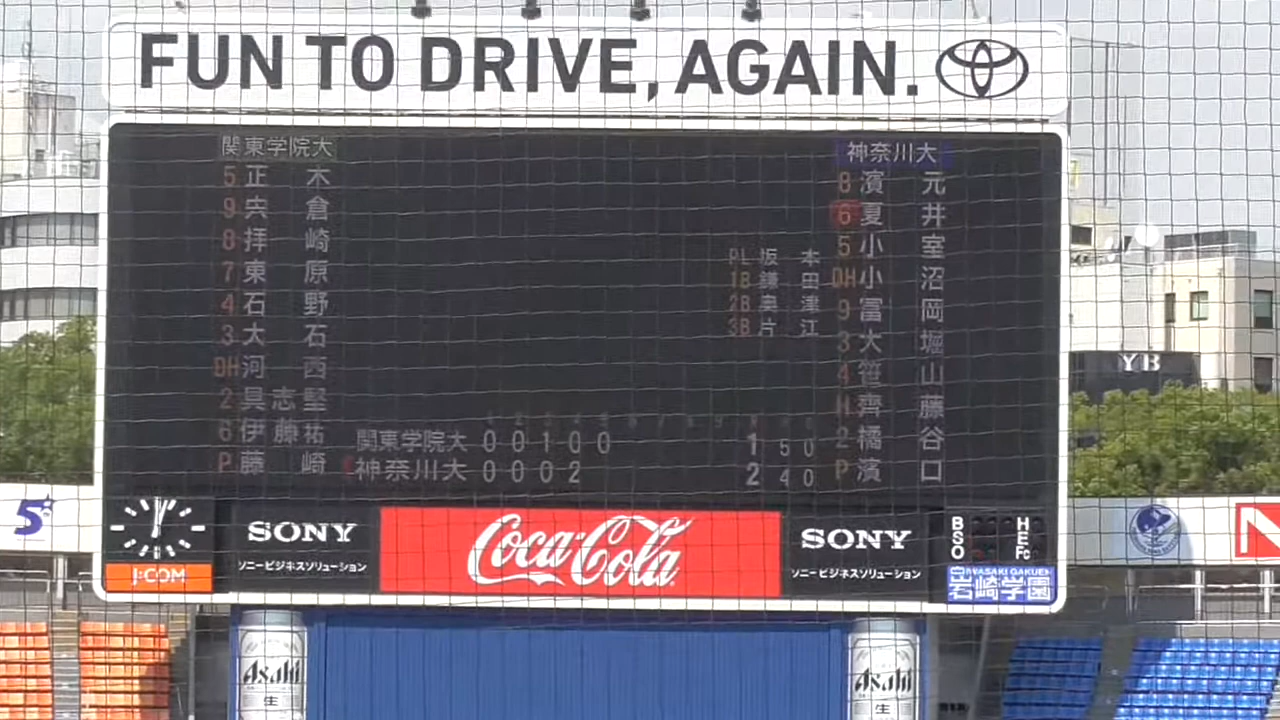 FUN TO DRIVE, AGAIN.
関東学院大
5 正木
9 宍倉
8 拝崎
7 東原
4 石野
3 大石
DH 河西
2 具志堅
6 伊藤祐
P 藤崎
神奈川大
8 濱元
6 夏井
5 小室
DH 小沼
9 冨岡
3 大堀
4 笹山
H 齊藤
2 橘谷
P 濱口
PL 坂本
1B 鎌田
2B 奥津
3B 片江
関東学院大 0 0 1 0 0 1 5 0
神奈川大 0 0 0 2 2 4 0
YB
J:COM
SONY
ソニービジネスソリューション
Coca-Cola
SONY
ソニービジネスソリューション
B
S
O
H
E
Fc
IWASAKI GAKUEN
岩崎学園
5
N
Asahi
生
Asahi
生